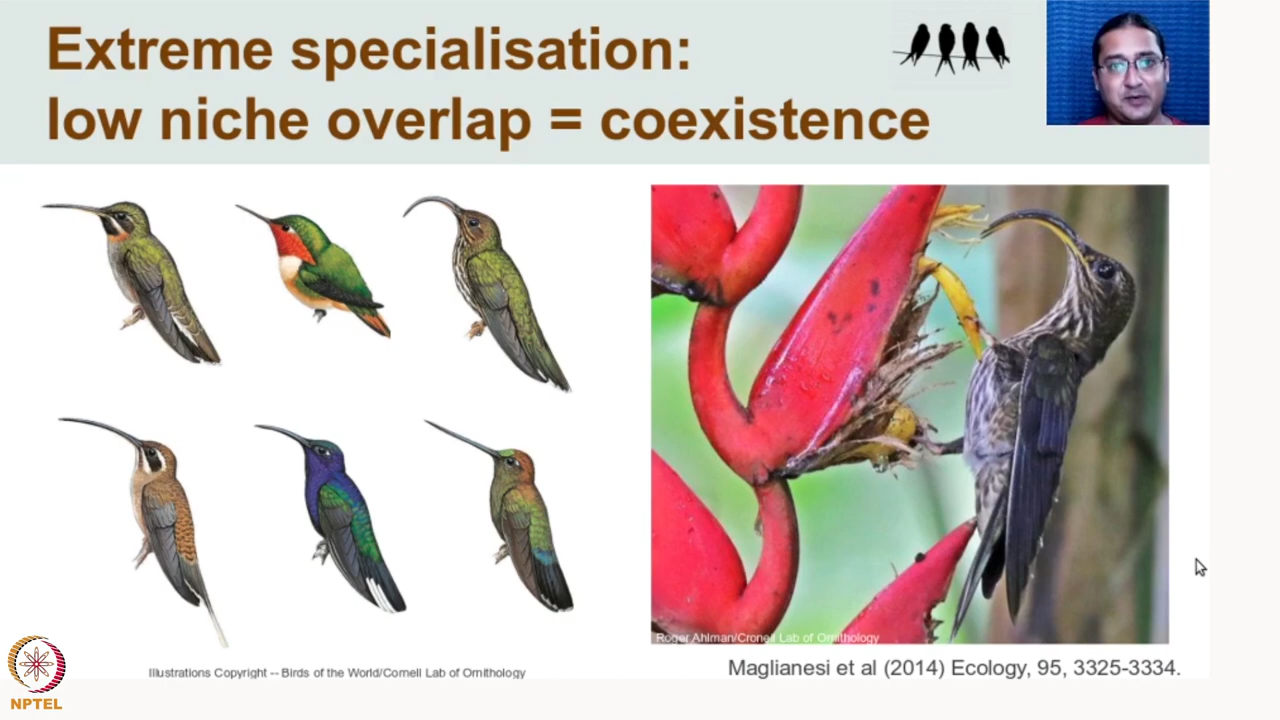 Extreme specialisation:
low niche overlap = coexistence
Roger Ahlman/Cronell Lab of Ornithology
Illustrations Copyright -- Birds of the World/Cornell Lab of Ornithology
Maglianesi et al (2014) Ecology, 95, 3325-3334.
NPTEL